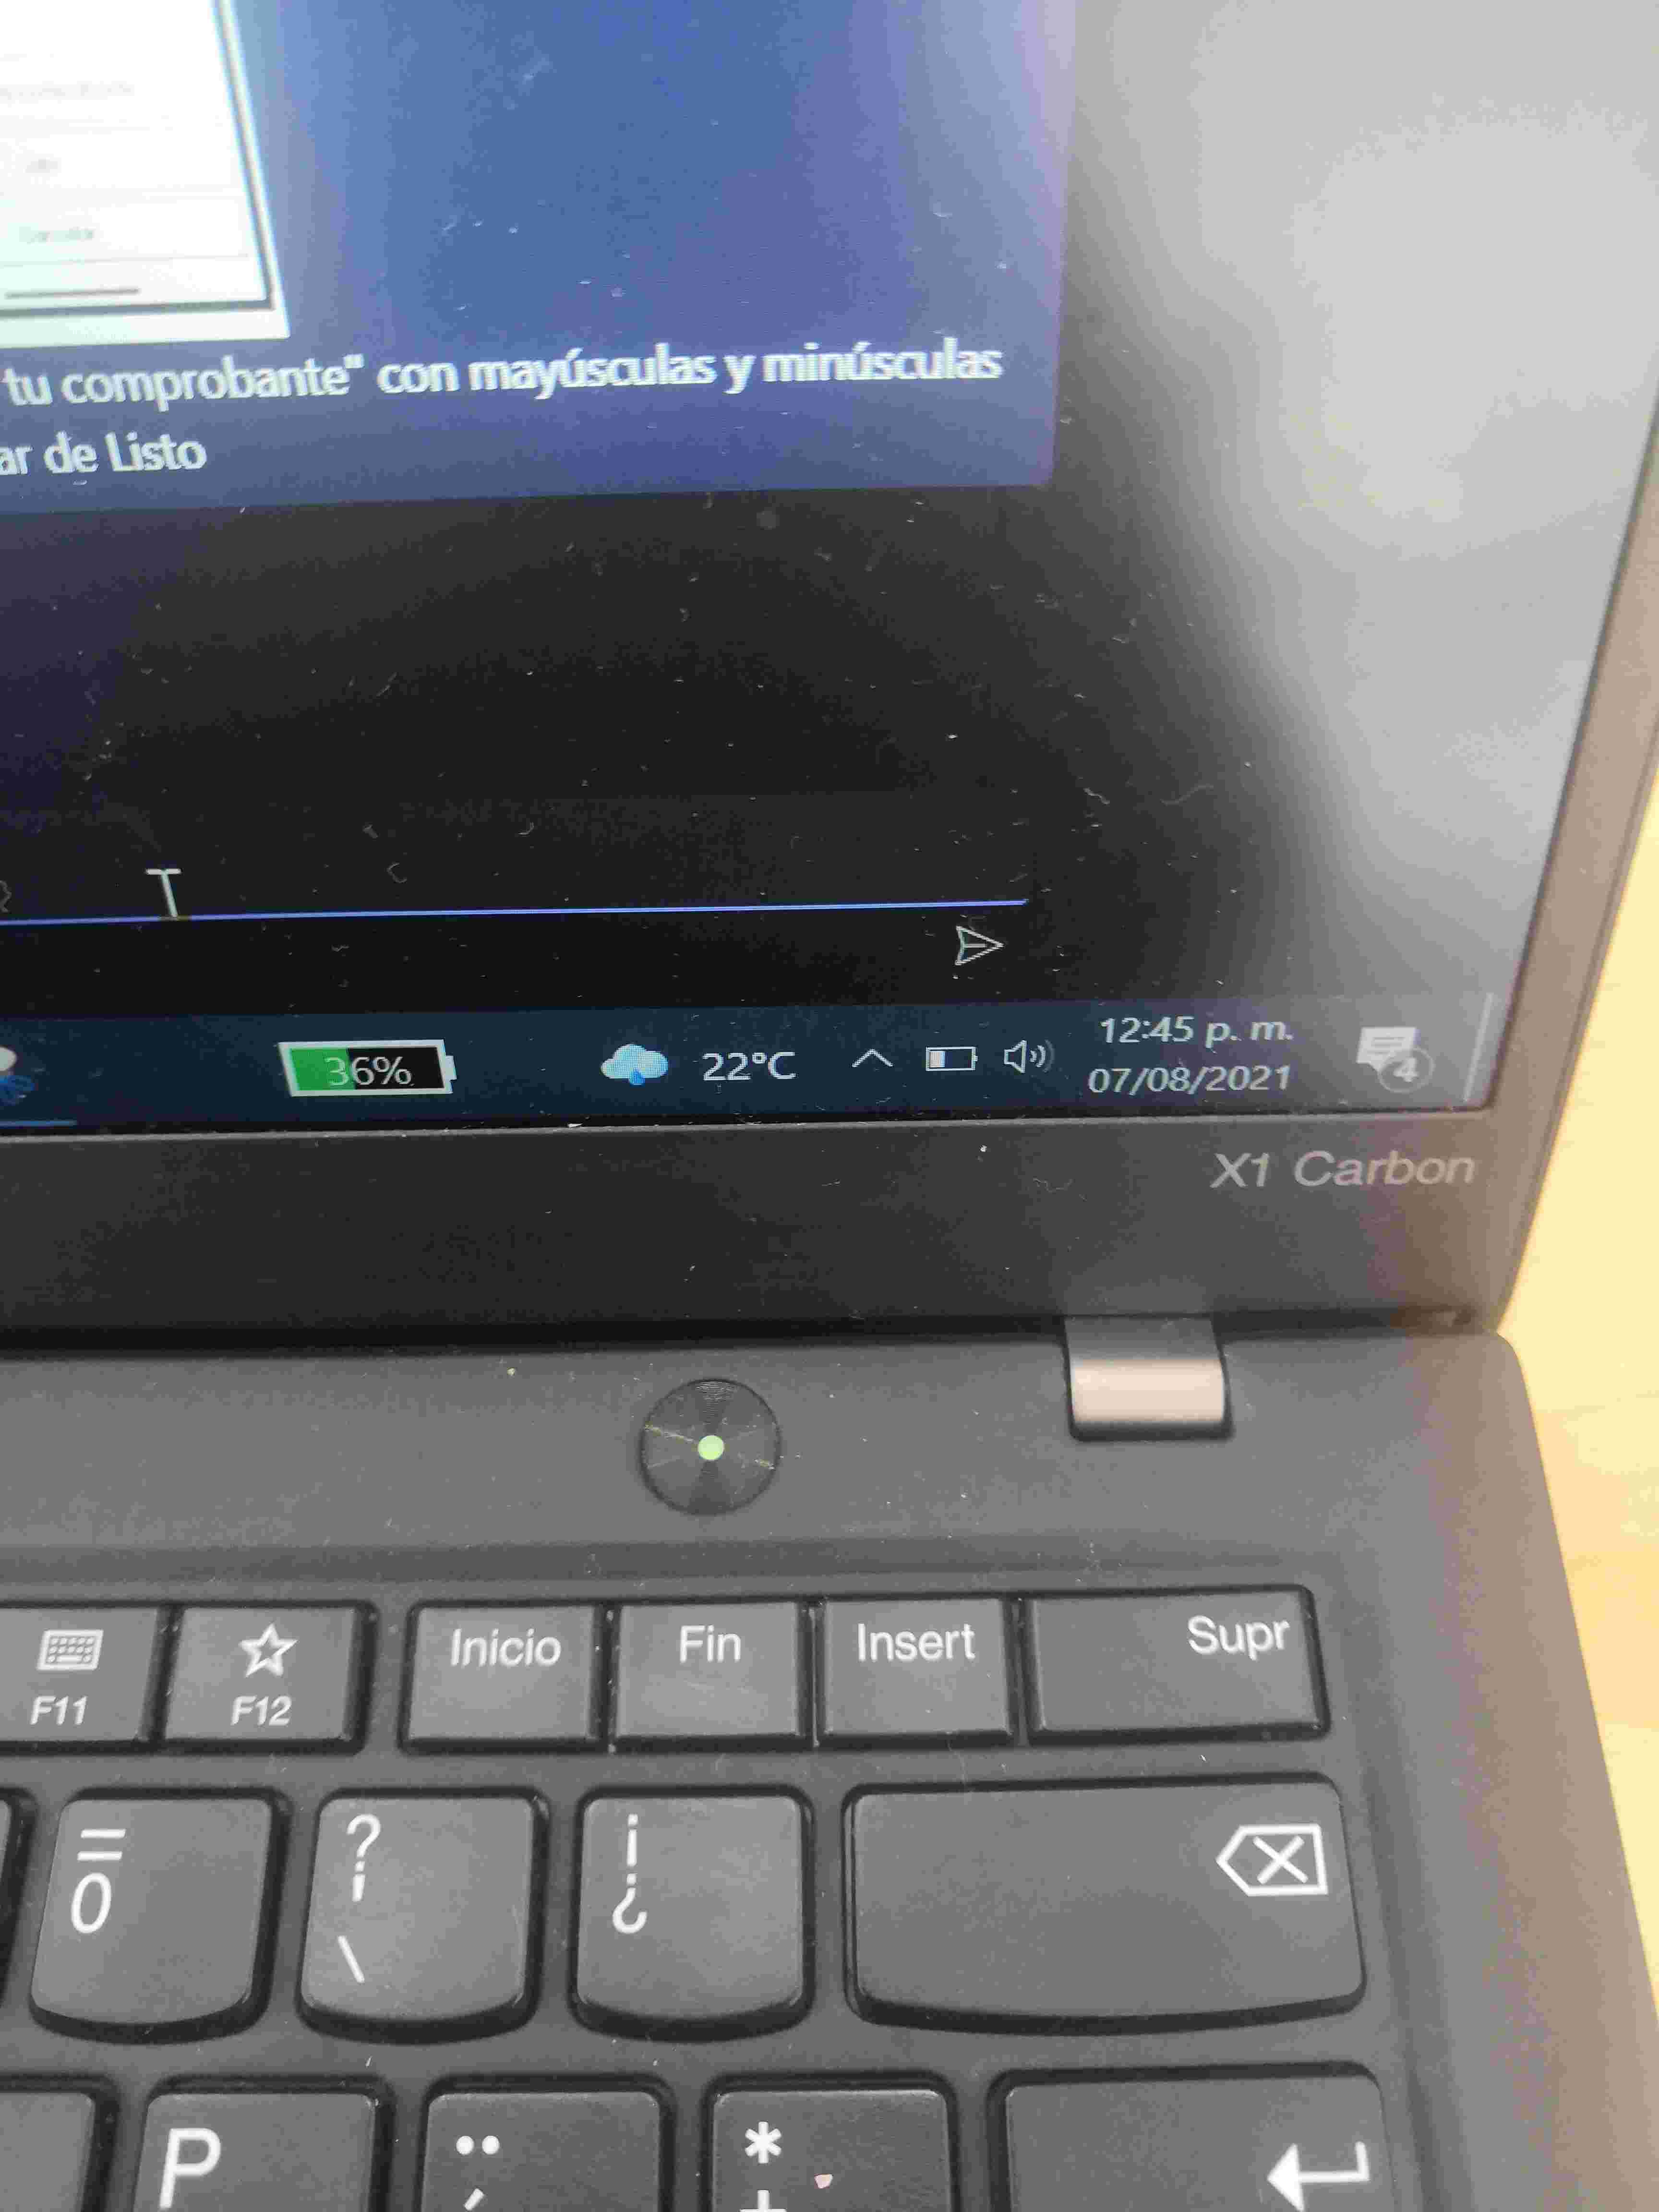 tu comprobante" con mayúsculas y minúsculas
ar de Listo
36%
22°C
12:45 p. m.
07/08/2021
4
X1 Carbon
Inicio
Fin
Insert
Supr
F11
F12
=
0
?
'
\
¡
¿
P
¨
´
*
+